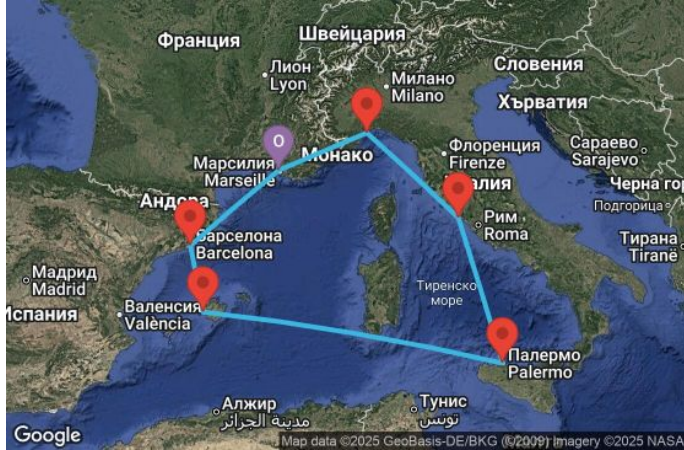 Швейцария
Франция
Словения
Лион
Lyon
Милано
Milano
Хърватия
О
Марсилия
Marseille
Монако
Флоренция
Firenze
Сараево
Sarajevo
Андора
Черна гор
Подгорица
Рим
Roma
Барселона
Barcelona
Тирана
Tiranë
Мадрид
Madrid
Тиренско
море
Валенсия
València
Палермо
Palermo
Алжир
مدينة الجزائر
Тунис
تونس
Google
Map data ©2025 GeoBasis-DE/BKG (©2009) Imagery ©2025 NASA